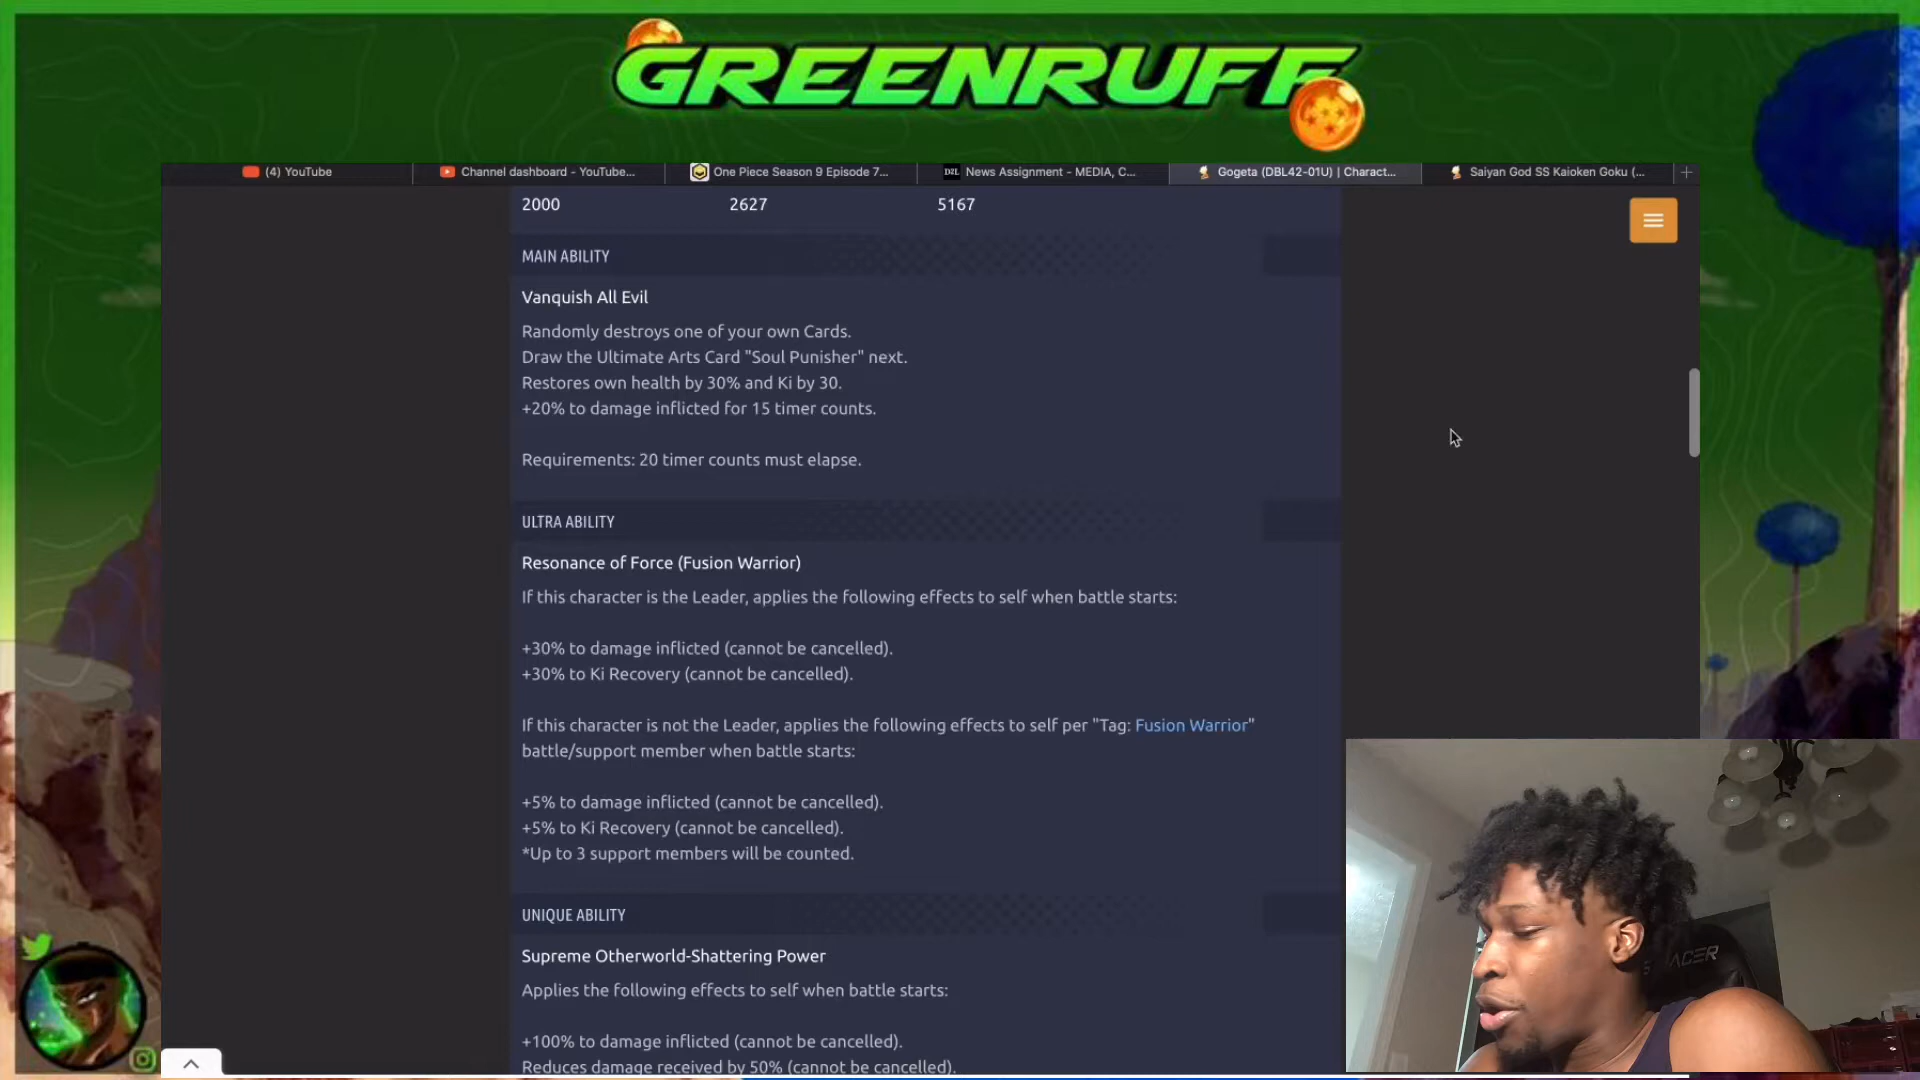 GREENRUFF
(4) YouTube
Channel dashboard - YouTube...
One Piece Season 9 Episode 7...
D2L
News Assignment - MEDIA, C...
Gogeta (DBL42-01U) | Charact...
Saiyan God SS Kaioken Goku (...
2000 2627 5167
MAIN ABILITY
Vanquish All Evil
Randomly destroys one of your own Cards.
Draw the Ultimate Arts Card "Soul Punisher" next.
Restores own health by 30% and Ki by 30.
+20% to damage inflicted for 15 timer counts.
Requirements: 20 timer counts must elapse.
ULTRA ABILITY
Resonance of Force (Fusion Warrior)
If this character is the Leader, applies the following effects to self when battle starts:
+30% to damage inflicted (cannot be cancelled).
+30% to Ki Recovery (cannot be cancelled).
If this character is not the Leader, applies the following effects to self per "Tag: Fusion Warrior"
battle/support member when battle starts:
+5% to damage inflicted (cannot be cancelled).
+5% to Ki Recovery (cannot be cancelled).
*Up to 3 support members will be counted.
UNIQUE ABILITY
Supreme Otherworld-Shattering Power
Applies the following effects to self when battle starts:
+100% to damage inflicted (cannot be cancelled).
Reduces damage received by 50% (cannot be cancelled).